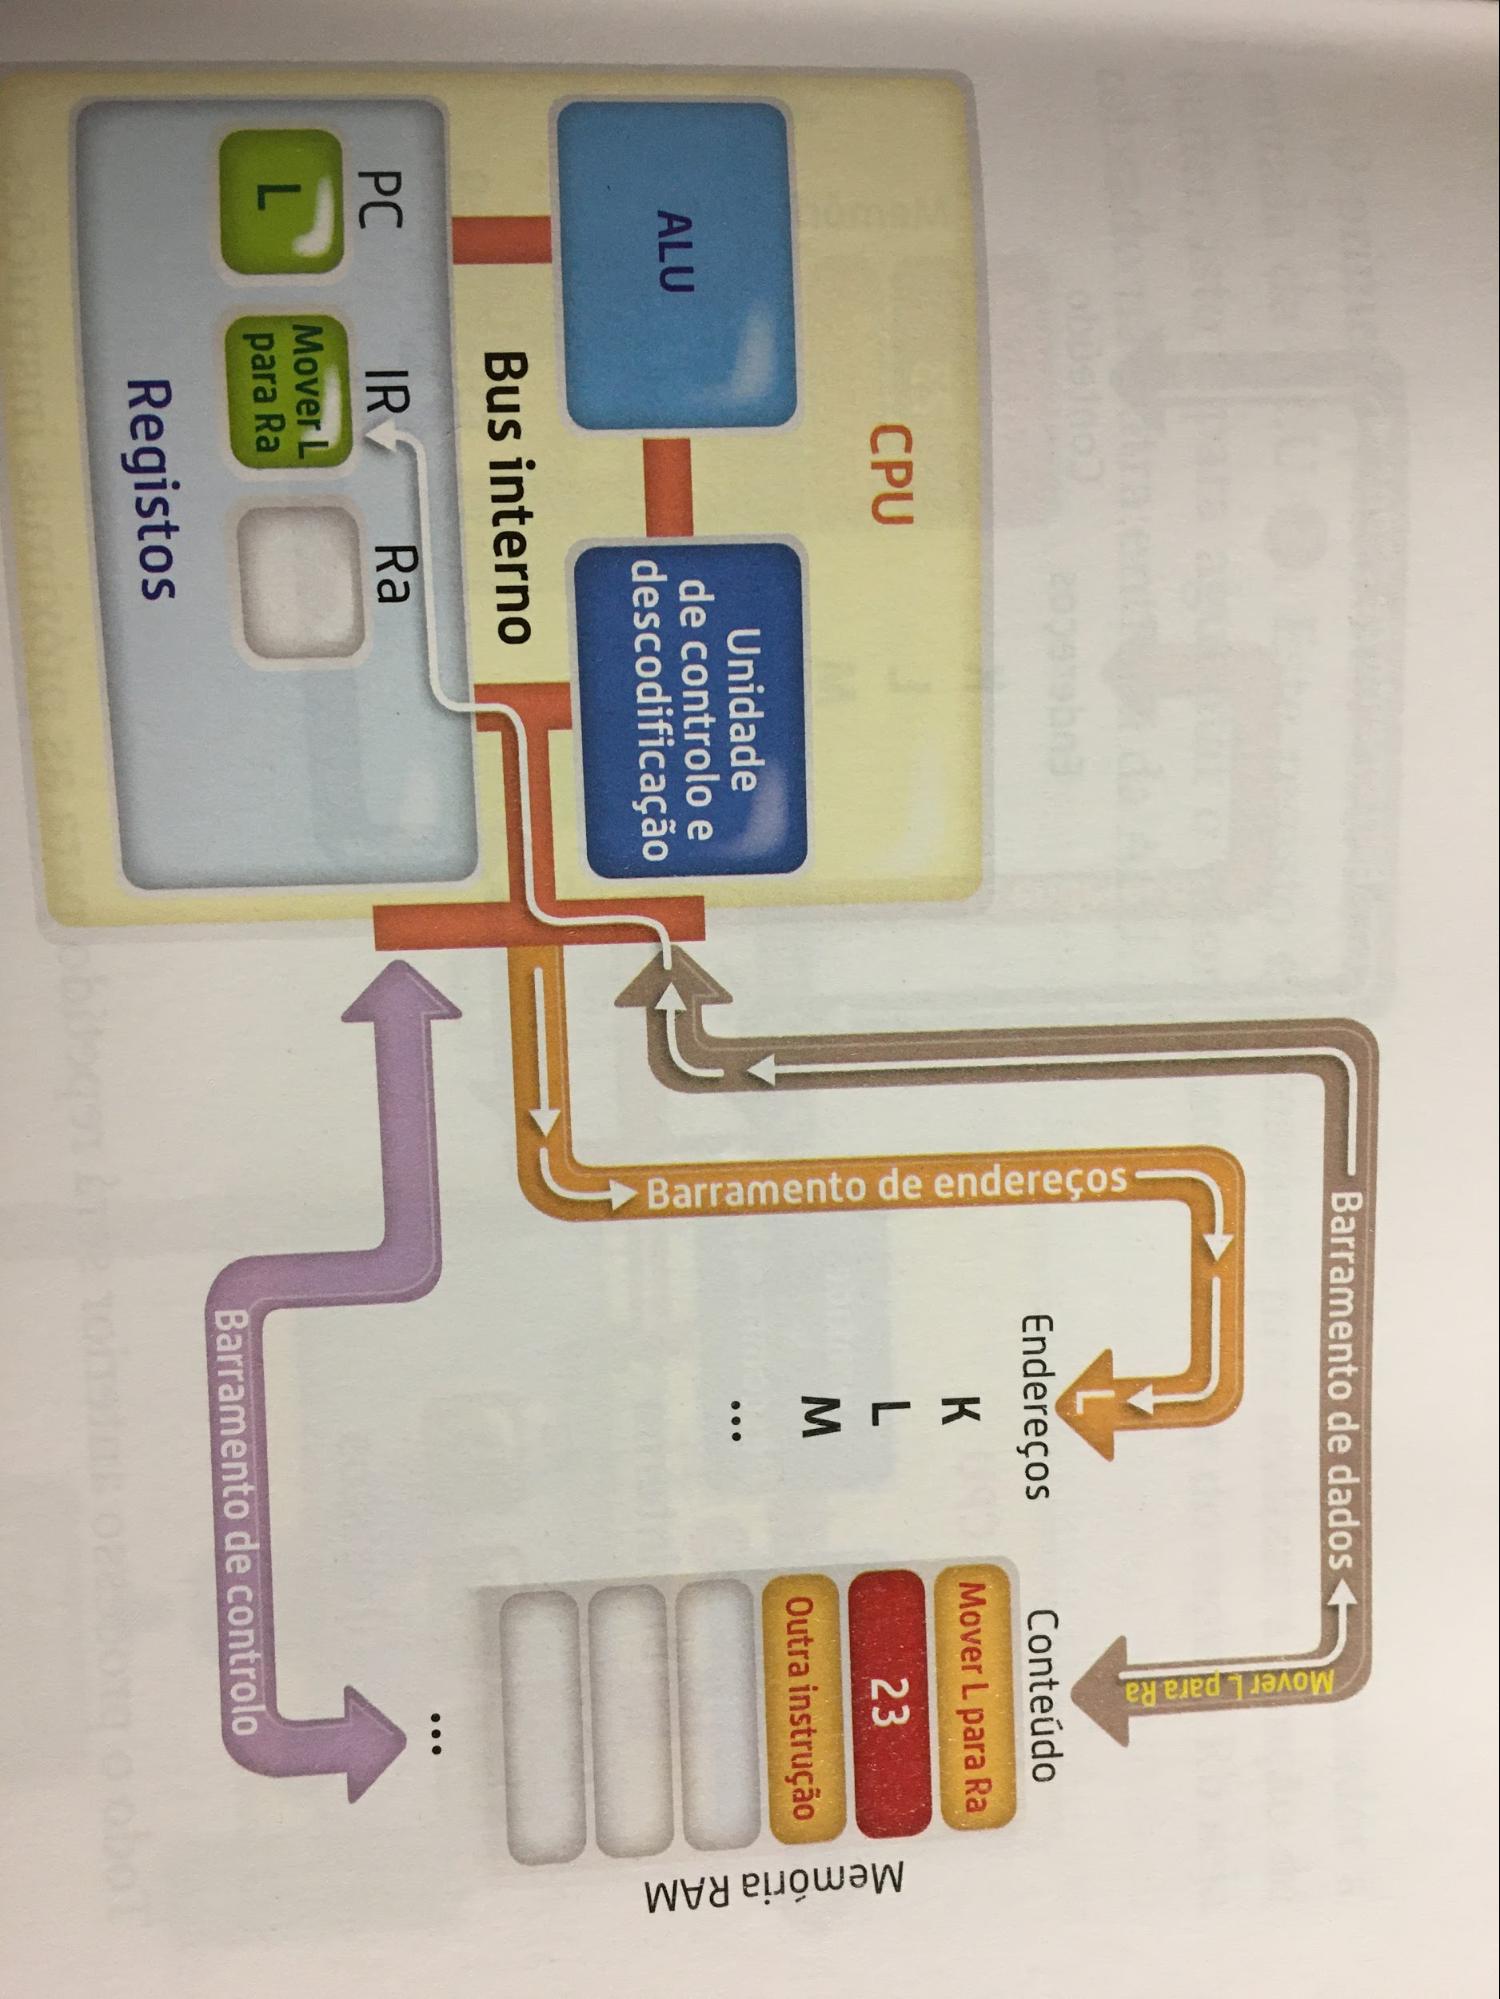 Barramento de dados
Mover L para Ra
Barramento de endereços
L
CPU
ALU
Unidade
de controlo e
descodificação
Bus interno
PC
IR
Ra
L
Mover L
para Ra
Registos
Endereços
K
L
M
...
Conteúdo
Mover L para Ra
23
Outra instrução
...
Memória RAM
Barramento de controlo